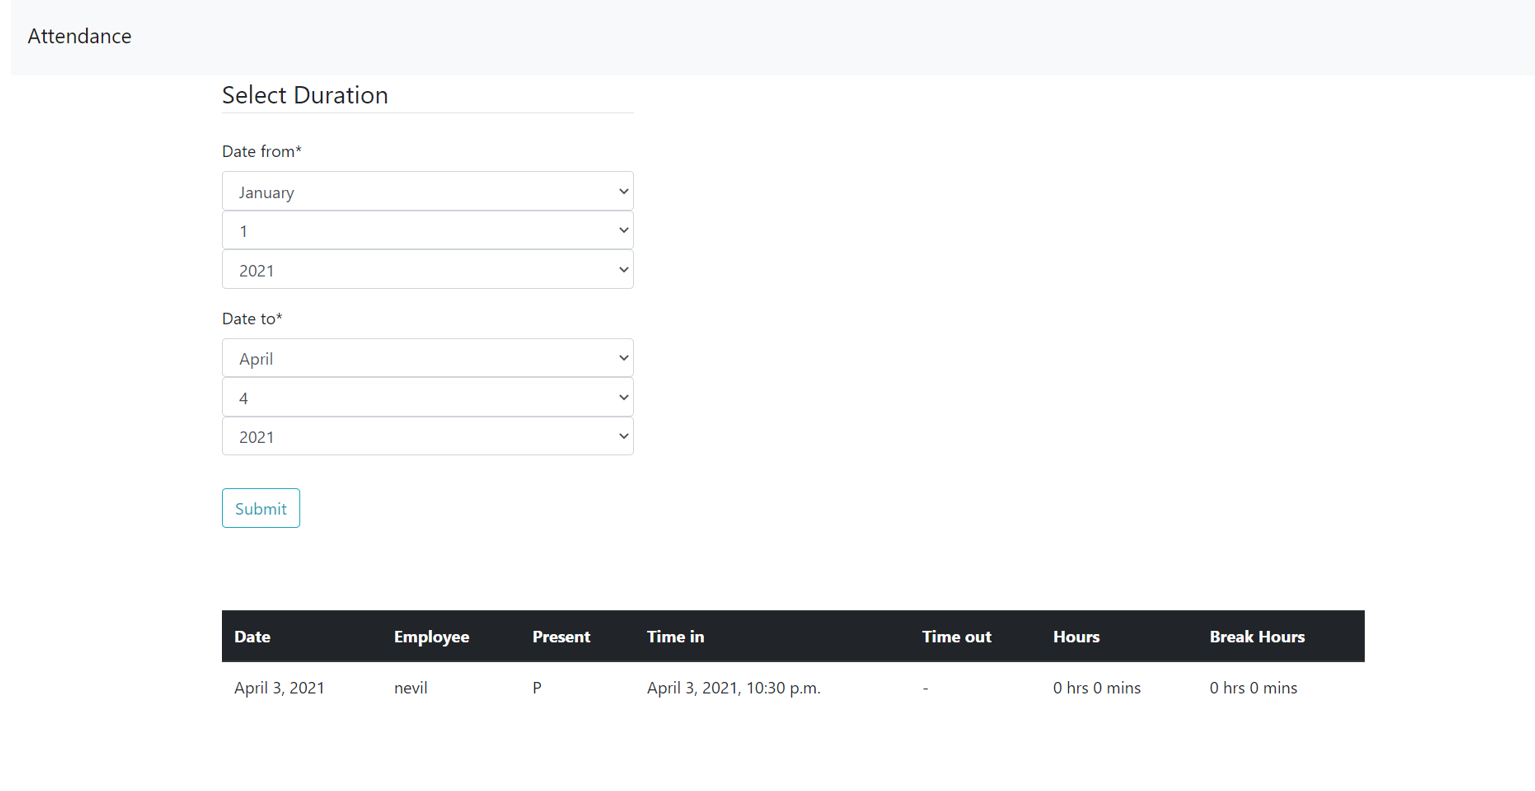 Attendance
Select Duration
Date from*
January
1
2021
Date to*
April
4
2021
Submit
Date Employee Present Time in Time out Hours Break Hours
April 3, 2021 nevil P April 3, 2021, 10:30 p.m. - 0 hrs 0 mins 0 hrs 0 mins